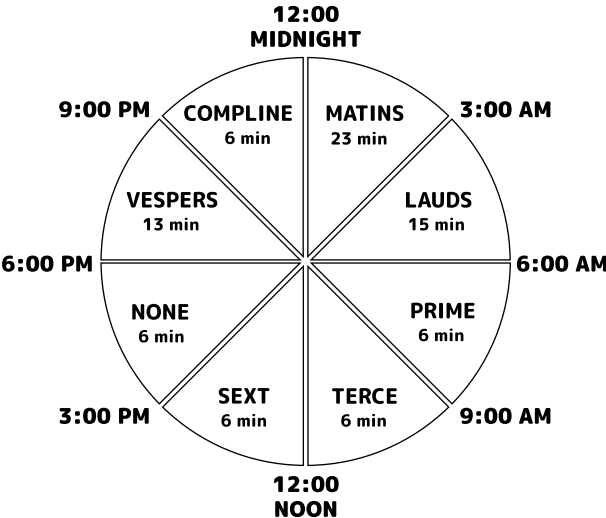 12:00
MIDNIGHT
9:00 PM
COMPLINE
6 min
MATINS
23 min
3:00 AM
VESPERS
13 min
LAUDS
15 min
6:00 PM
6:00 AM
NONE
6 min
PRIME
6 min
3:00 PM
SEXT
6 min
TERCE
6 min
9:00 AM
12:00
NOON